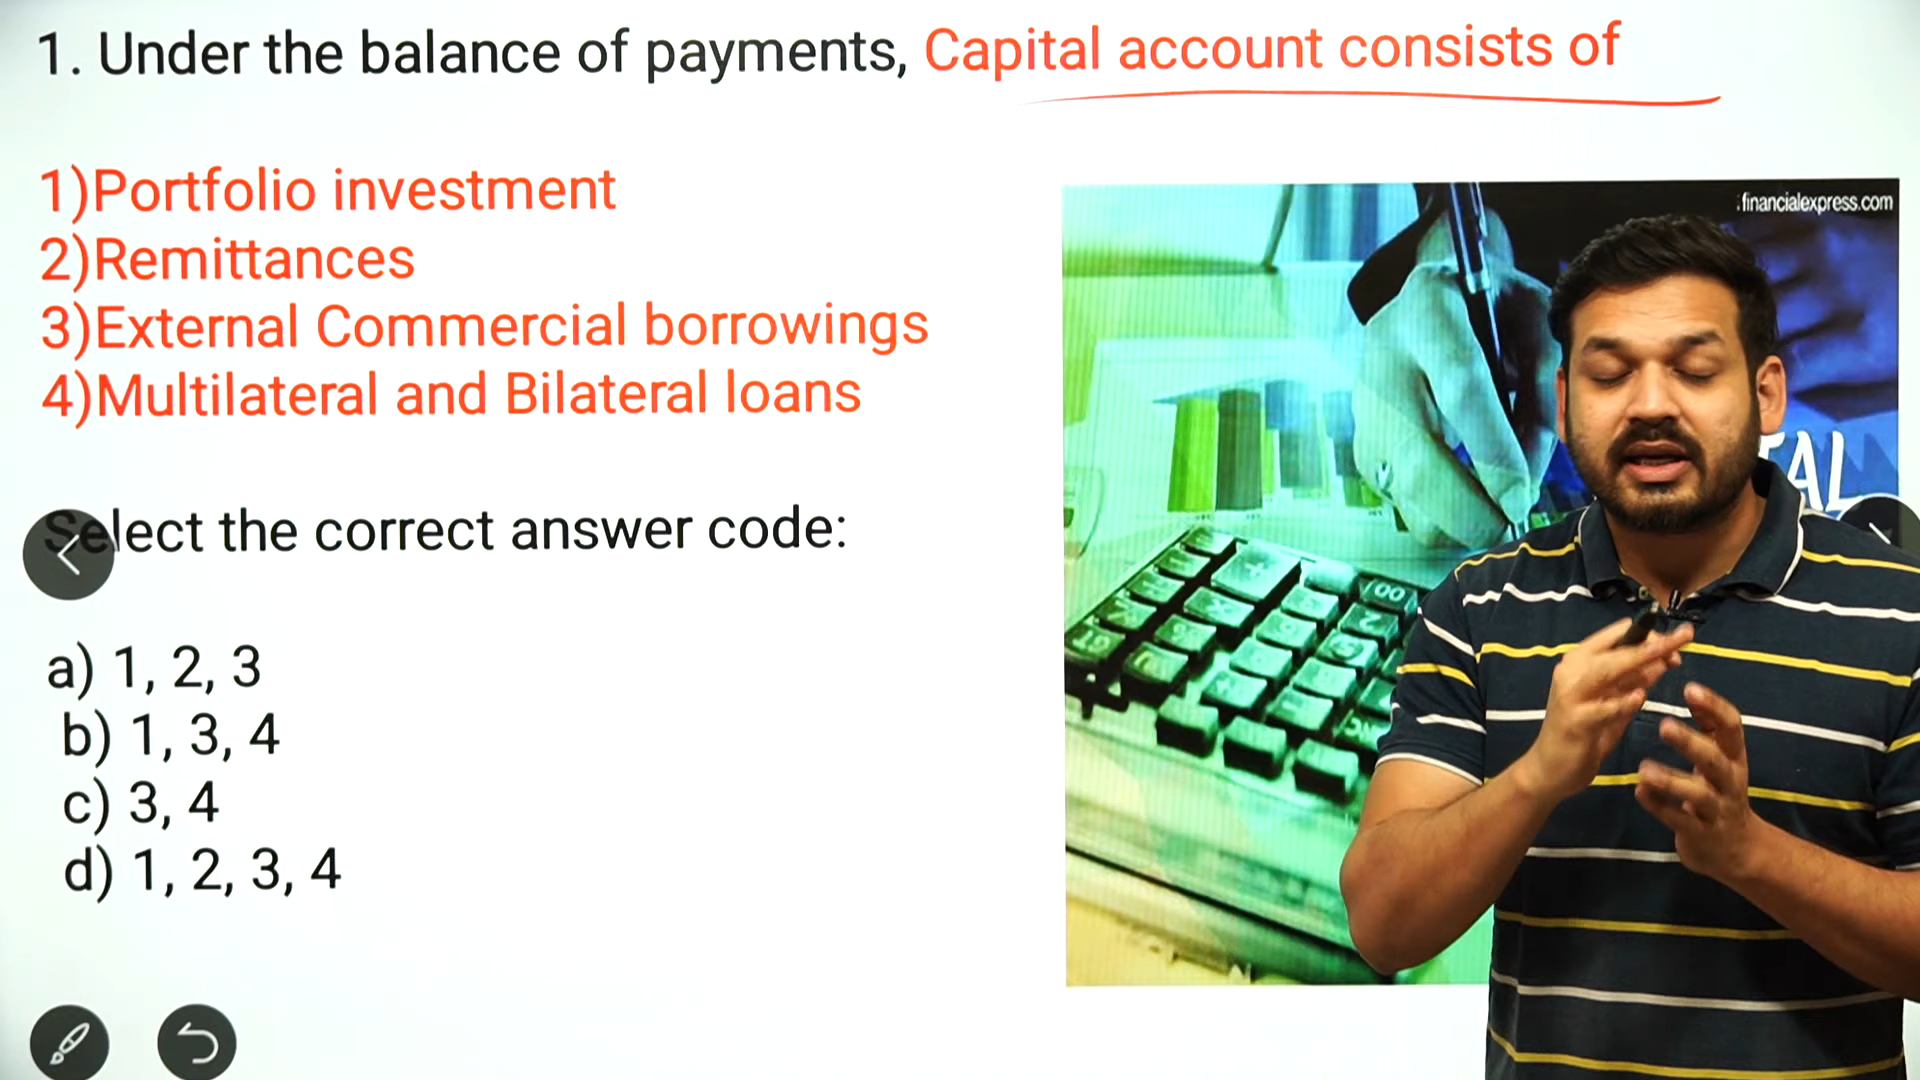 1. Under the balance of payments, Capital account consists of
1)Portfolio investment
2)Remittances
3)External Commercial borrowings
4)Multilateral and Bilateral loans
Select the correct answer code:
a) 1, 2, 3
b) 1, 3, 4
c) 3, 4
d) 1, 2, 3, 4
financialexpress.com
TAL